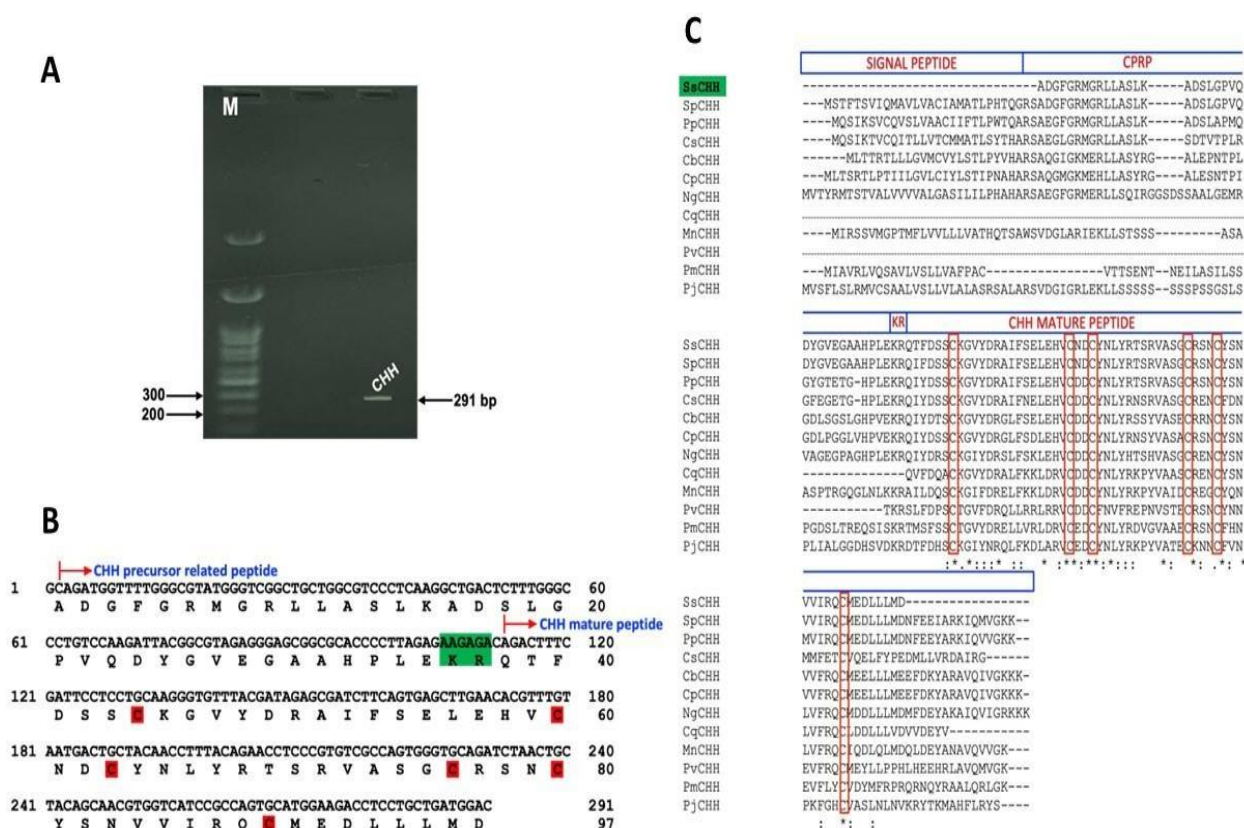 A
M
CHH
300
200
291 bp
B
CHH precursor related peptide
1 GCAGATGGTTTTGGGCGTATGGGTCGGCTGCTGGCGTCCCTCAAGGCTGACTCTTTGGGC 60
A D G F G R M G R L L A S L K A D S L G 20
CHH mature peptide
61 CCTGTCCAAGATTACGGCGTAGAGGGAGCGGCGCACCCCTTAGAGAAGAGACAGACTTTC 120
P V Q D Y G V E G A A H P L E K R Q T F 40
121 GATTCCTCCTGCAAGGGTGTTTACGATAGAGCGATCTTCAGTGAGCTTGAACACGTTTGT 180
D S S C K G V Y D R A I F S E L E H V C 60
181 AATGACTGCTACAACCTTTACAGAACCTCCCGTGTCGCCAGTGGGTGCAGATCTAACTGC 240
N D C Y N L Y R T S R V A S G C R S N C 80
241 TACAGCAACGTGGTCATCCGCCAGTGCATGGAAGACCTCCTGCTGATGGAC 291
Y S N V V I R Q C M E D L L L M D 97
C
SIGNAL PEPTIDE CPRP
SsCHH ---------------------------ADGFGRMGRLLASLK-----ADSLGPVQ
SpCHH ---MSTFTSVIQMAVLVACIAMATLPHTQGRSADGFGRMGRLLASLK-----ADSLGPVQ
PpCHH ----MQSIKSVCQVSLVAACIIFTLPWTQARSAEGFGRMGRLLASLK-----ADSLAPMQ
CsCHH ----MQSIKTVCQITLLVTCMMATLSYTHARSAEGLGRMGRLLASLK-----SDTVTPLR
CbCHH ------MLTTRTLLLGVMCVYLSTLPYVHARSAQGIGKMERLLASYRG----ALEPNTPL
CpCHH ----MLTSRTLPTIILGVLCIYLSTIPNAHARSAQGMGKMEHLLASYRG----ALESNTPI
NgCHH MVTYRMTSTVALVVVVALGASILILPHAHARSAEGFGRMERLLSQIRGGSDSSAALGEMR
CqCHH
MnCHH ----MIRSSVMGPTMFLVVLLLVATHQTSAWSVDGLARIEKLLSTSSS---------ASA
PvCHH
PmCHH ---MIAVRLVQSAVLVSLLVAFPAC---------------VTTSENT--NEILASILSS
PjCHH MVSFLSLRMVCSAALVSLLVLALASRSALARSVDGIGRLEKLLSSSSS--SSSPSSGSLS
KR CHH MATURE PEPTIDE
SsCHH DYGVEGAAHPLEKRQTFDSSCKGVYDRAIFSELEHVCNDCYNLYRTSRVASGCRSNCYSN
SpCHH DYGVEGAAHPLEKRQTFDSSCKGVYDRAIFSELEHVCNDCYNLYRTSRVASGCRSNCYSN
PpCHH GYGTETG-HPLEKRQIYDSSCKGVYDRAIFSELEHVCDDCYNLYRNSRVASGCRSNCYSN
CsCHH GFEGETG-HPLEKRQIYDSSCKGVYDRAIFNELEHVCDDCYNLYRNSRVASGCRENCFDN
CbCHH GDLSGSLGHPVEKRQIYDTSCKGVYDRGLFSDLEHVCDDCYNLYRNSYVASGCRSNCYSN
CpCHH GDLPGGLVHPVEKRQIYDSSCKGVYDRGLFSDLEHVCDDCYNLYRNSYVASACRSNCYSN
NgCHH VAGEGPAGHPLEKRQIYDSSCKGIYDRSLFSKLEHVCDDCYNLYHTSHVASGCRENCYSN
CqCHH --------------QVFDQACKGVYDRALFKKLDRVCDDCYNLYRKPYVAASCRENCYSN
MnCHH ASPTRGQGLNLKKRAILDQSCKGIFDRELFKKLDRVCDDCYNLYRKPYVAIDCREGCYQN
PvCHH -----------TKRSLFDPSCTGVFDRQLLRRLRRVCDDCFNVFREPNVSTECRSNCYNN
PmCHH PGDSLTREQSISKRTMSFSSCTGVYDRELLVRLDRVCEDCYNLYRDVGVAAECRSNCFHN
PjCHH PLIALGGDHSVDKRDTFDHSCKGIYNRQLFKDLARVCEDCYNLYRKPYVATECKNNCFVN
SsCHH VVIRQCMEDLLLMD---------------
SpCHH VVIRQCMEDLLLMDNFEEIARKIQMVGKK--
PpCHH MVIRQCMEDLLLMDNFEEYARKIQVVGKK--
CsCHH MMFETCVQELFYPEDMLLVRDAIRG------
CbCHH VVFRQCMEELLLMEEFDKYARAVQIVGKKK-
CpCHH VVFRQCMEELLLMEEFDKYARAVQIVGKKK-
NgCHH LVFRQCMDDLLLMDMFDEYAKAIQVIGRKKK
CqCHH LVFRQCLDDLLLVDVVDEYV-----------
MnCHH LVFRQCIQDLQLMDQLDEYANAVQVVGK---
PvCHH EVFRQCMEYLLPPHLHEEHRLAVQMVGK---
PmCHH EVFLYCVDYMFRPRQRNQYRAALQRLGK---
PjCHH PKFGHCVASLNLNVKRYTKMAHFLRYS----